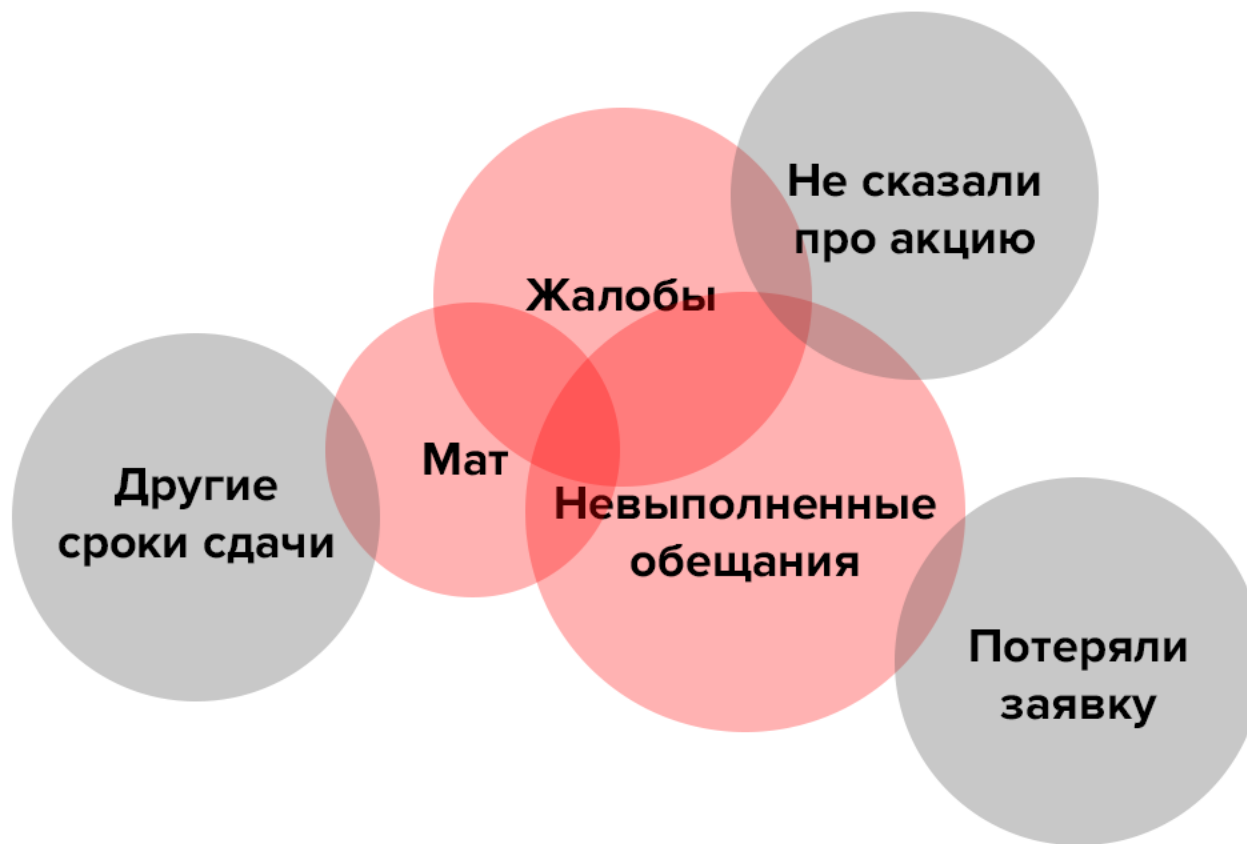 Не сказали
про акцию
Жалобы
Мат
Другие
сроки сдачи
Невыполненные
обещания
Потеряли
заявку